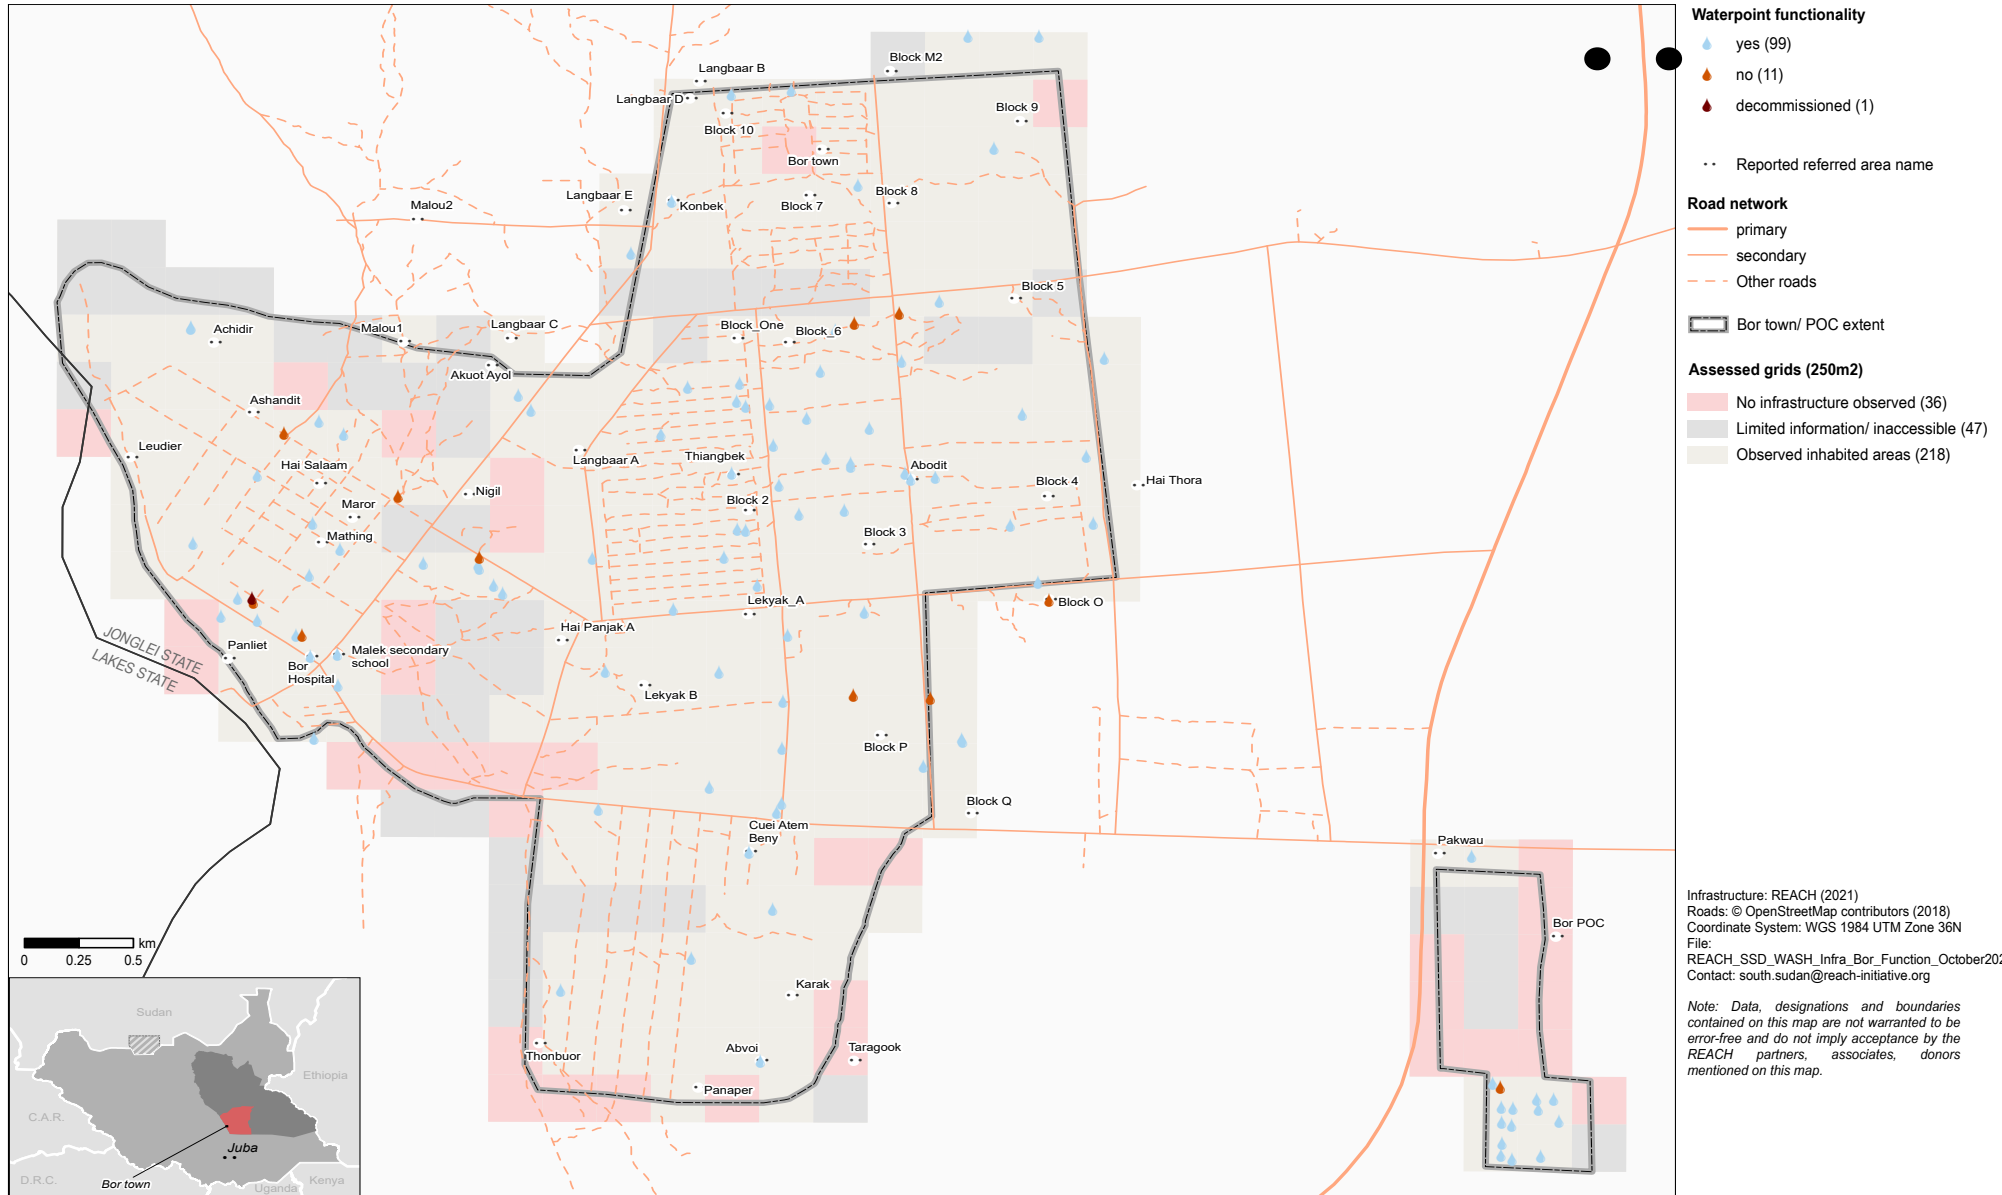 Waterpoint functionality
yes (99)
no (11)
decommissioned (1)
Reported referred area name
Road network
primary
secondary
Other roads
Bor town/ POC extent
Assessed grids (250m2)
No infrastructure observed (36)
Limited information/ inaccessible (47)
Observed inhabited areas (218)
Block M2
Langbaar B
Langbaar D
Block 9
Block 10
Bor town
Langbaar E
Block 8
Malou2
Konbek
Block 7
Block 5
Achidir
Malou1
Langbaar C
Block_One
Block_6
Akuot Ayol
Ashandit
Leudier
Langbaar A
Thiangbek
Abodit
Hai Salaam
Nigil
Block 4
Hai Thora
Maror
Block 2
Mathing
Block 3
Lekyak_A
Block O
Hai Panjak A
JONGLEI STATE
LAKES STATE
Panliet
Bor
Hospital
Malek secondary
school
Lekyak B
Block P
Block Q
Cuei Atem
Beny
Pakwau
Bor POC
Karak
Thonbuor
Abvoi
Taragook
Panaper
km
0 0.25 0.5
Sudan
Ethiopia
C.A.R.
Juba
D.R.C.
Bor town
Uganda
Kenya
Infrastructure: REACH (2021)
Roads: © OpenStreetMap contributors (2018)
Coordinate System: WGS 1984 UTM Zone 36N
File:
REACH_SSD_WASH_Infra_Bor_Function_October202
Contact: south.sudan@reach-initiative.org
Note: Data, designations and boundaries
contained on this map are not warranted to be
error-free and do not imply acceptance by the
REACH partners, associates, donors
mentioned on this map.